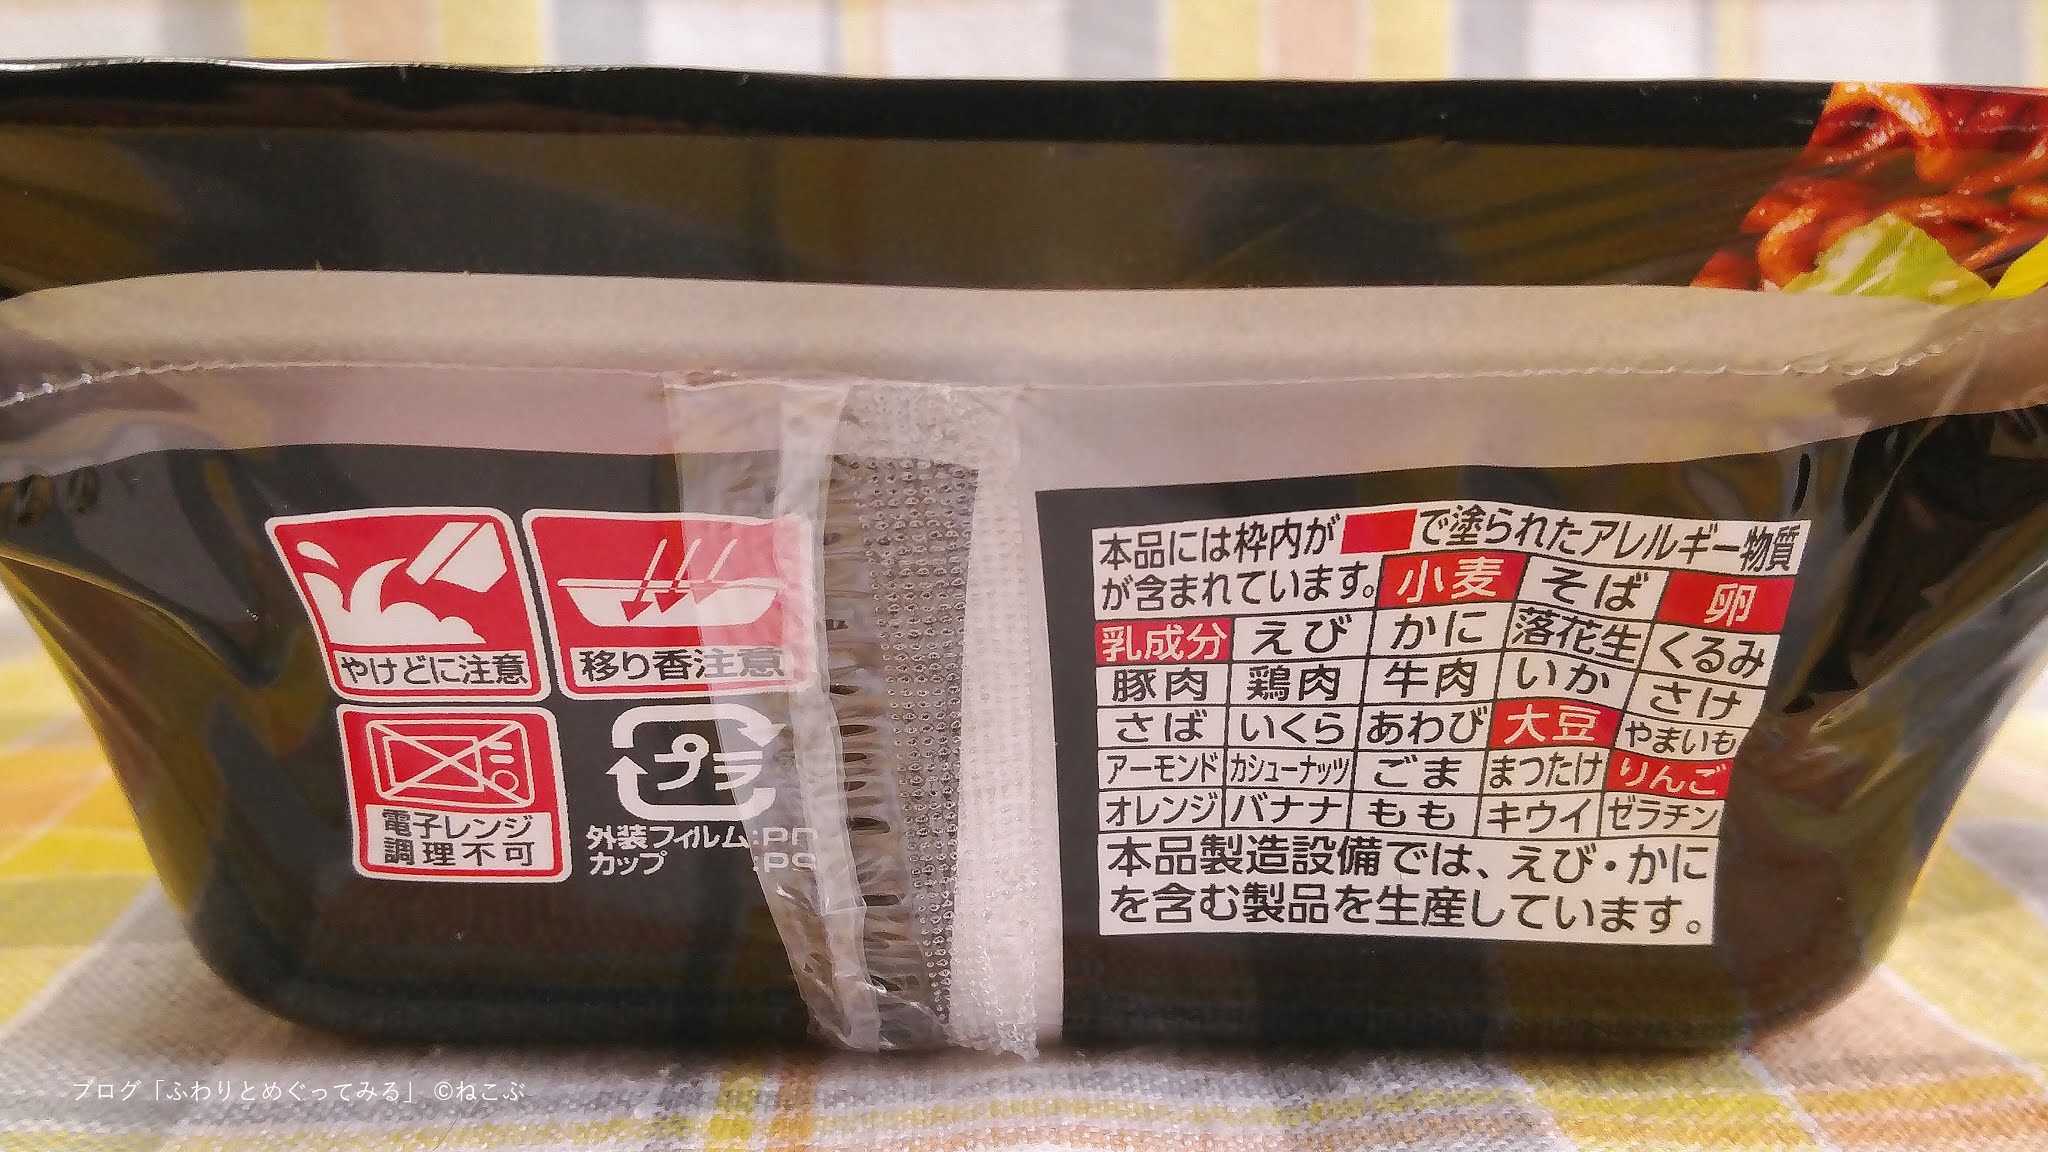 やけどに注意
移り香注意
電子レンジ
調理不可
プラ
外装フィルム:PP
カップ :PS
本品には枠内が で塗られたアレルギー物質
が含まれています。 小麦 そば 卵
乳成分 えび かに 落花生 くるみ
豚肉 鶏肉 牛肉 いか さけ
さば いくら あわび 大豆 やまいも
アーモンド カシューナッツ ごま まつたけ りんご
オレンジ バナナ もも キウイ ゼラチン
本品製造設備では、えび・かに
を含む製品を生産しています。
ブログ「ふわりとめぐってみる」 ©ねこぶ